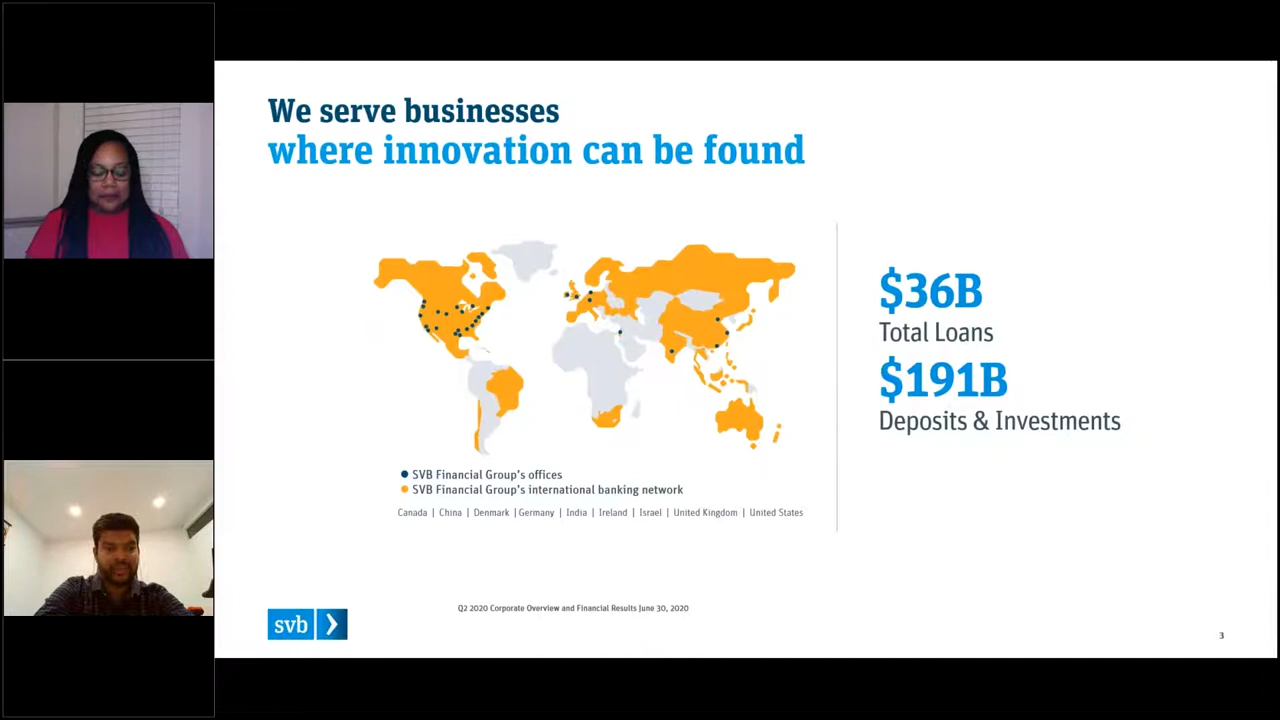 We serve businesses
where innovation can be found
$36B
Total Loans
$191B
Deposits & Investments
SVB Financial Group's offices
SVB Financial Group's international banking network
Canada | China | Denmark | Germany | India | Ireland | Israel | United Kingdom | United States
Q2 2020 Corporate Overview and Financial Results June 30, 2020
svb
3